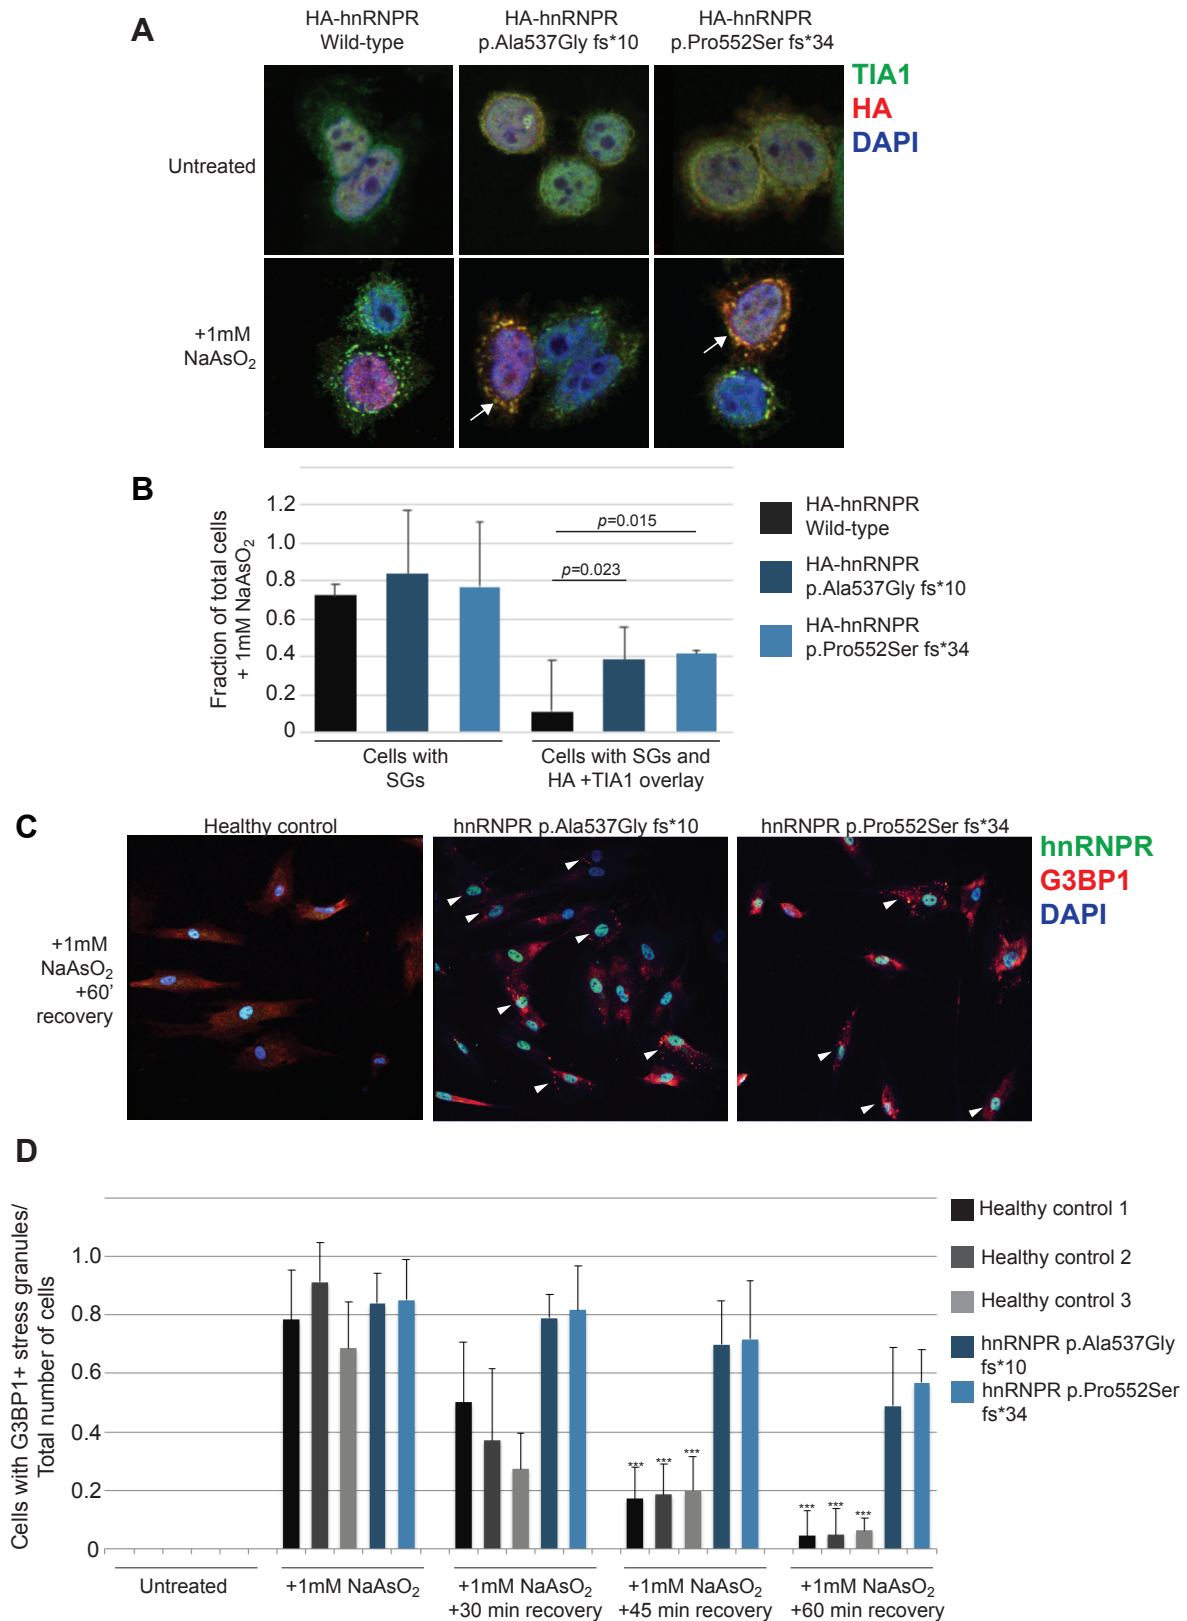 A
HA-hnRNPR
Wild-type
HA-hnRNPR
p.Ala537Gly fs*10
HA-hnRNPR
p.Pro552Ser fs*34
TIA1
HA
DAPI
Untreated
+1mM
NaAsO2
B
Fraction of total cells
+ 1mM NaAsO2
1.2
1.0
0.8
0.6
0.4
0.2
0
p=0.015
p=0.023
Cells with
SGs
Cells with SGs and
HA +TIA1 overlay
HA-hnRNPR
Wild-type
HA-hnRNPR
p.Ala537Gly fs*10
HA-hnRNPR
p.Pro552Ser fs*34
C
Healthy control
hnRNPR p.Ala537Gly fs*10
hnRNPR p.Pro552Ser fs*34
hnRNPR
G3BP1
DAPI
+1mM
NaAsO2
+60'
recovery
D
Cells with G3BP1+ stress granules/
Total number of cells
1.0
0.8
0.6
0.4
0.2
0
*** *** ***
*** *** ***
Untreated
+1mM NaAsO2
+1mM NaAsO2
+30 min recovery
+1mM NaAsO2
+45 min recovery
+1mM NaAsO2
+60 min recovery
Healthy control 1
Healthy control 2
Healthy control 3
hnRNPR p.Ala537Gly
fs*10
hnRNPR p.Pro552Ser
fs*34